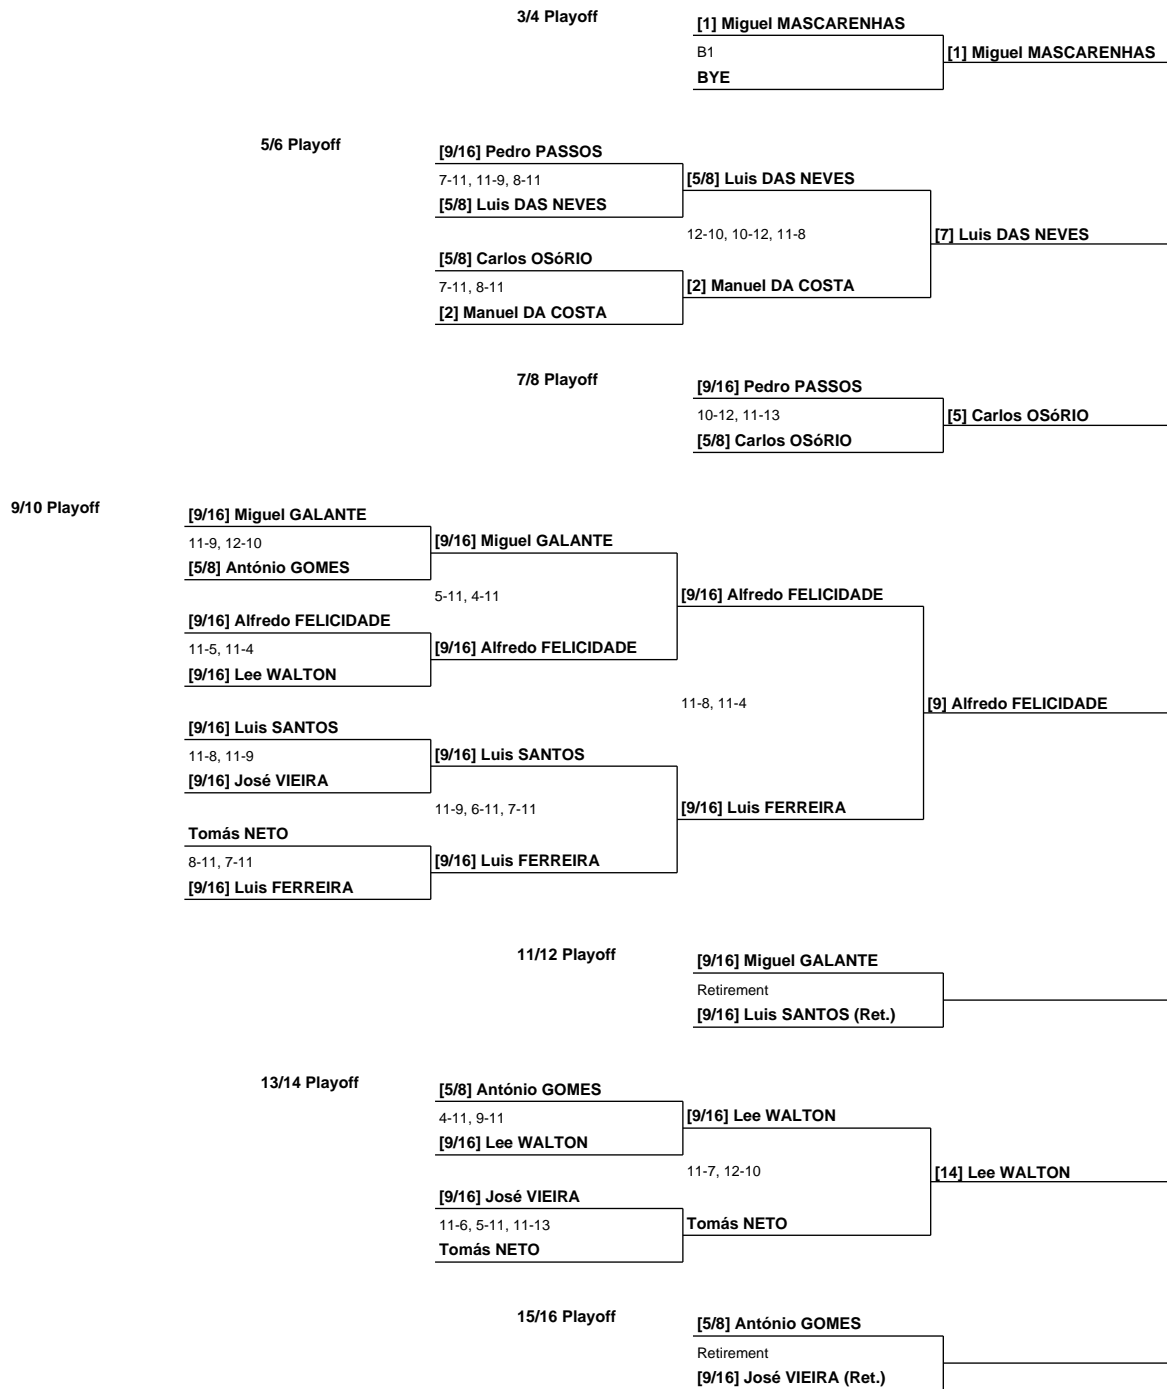 3/4 Playoff
[1] Miguel MASCARENHAS
B1
[1] Miguel MASCARENHAS
BYE
5/6 Playoff
[9/16] Pedro PASSOS
7-11, 11-9, 8-11
[5/8] Luis DAS NEVES
[5/8] Luis DAS NEVES
12-10, 10-12, 11-8
[7] Luis DAS NEVES
[5/8] Carlos OSóRIO
7-11, 8-11
[2] Manuel DA COSTA
[2] Manuel DA COSTA
7/8 Playoff
[9/16] Pedro PASSOS
10-12, 11-13
[5] Carlos OSóRIO
[5/8] Carlos OSóRIO
9/10 Playoff
[9/16] Miguel GALANTE
11-9, 12-10
[9/16] Miguel GALANTE
[5/8] António GOMES
5-11, 4-11
[9/16] Alfredo FELICIDADE
[9/16] Alfredo FELICIDADE
11-5, 11-4
[9/16] Alfredo FELICIDADE
[9/16] Lee WALTON
11-8, 11-4
[9] Alfredo FELICIDADE
[9/16] Luis SANTOS
11-8, 11-9
[9/16] Luis SANTOS
[9/16] José VIEIRA
11-9, 6-11, 7-11
[9/16] Luis FERREIRA
Tomás NETO
8-11, 7-11
[9/16] Luis FERREIRA
[9/16] Luis FERREIRA
11/12 Playoff
[9/16] Miguel GALANTE
Retirement
[9/16] Luis SANTOS (Ret.)
13/14 Playoff
[5/8] António GOMES
4-11, 9-11
[9/16] Lee WALTON
[9/16] Lee WALTON
11-7, 12-10
[14] Lee WALTON
[9/16] José VIEIRA
11-6, 5-11, 11-13
Tomás NETO
Tomás NETO
15/16 Playoff
[5/8] António GOMES
Retirement
[9/16] José VIEIRA (Ret.)